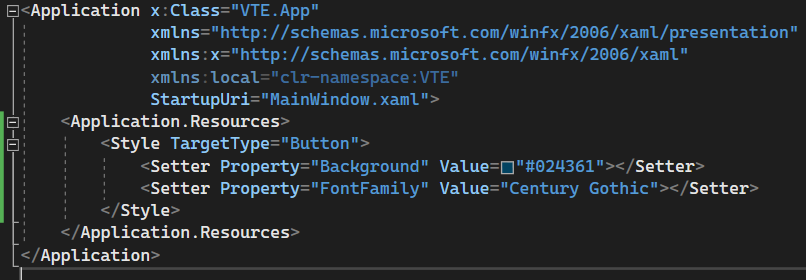 <Application x:Class="VTE.App"
             xmlns="http://schemas.microsoft.com/winfx/2006/xaml/presentation"
             xmlns:x="http://schemas.microsoft.com/winfx/2006/xaml"
             xmlns:local="clr-namespace:VTE"
             StartupUri="MainWindow.xaml">
    <Application.Resources>
        <Style TargetType="Button">
            <Setter Property="Background" Value="#024361"></Setter>
            <Setter Property="FontFamily" Value="Century Gothic"></Setter>
        </Style>
    </Application.Resources>
</Application>